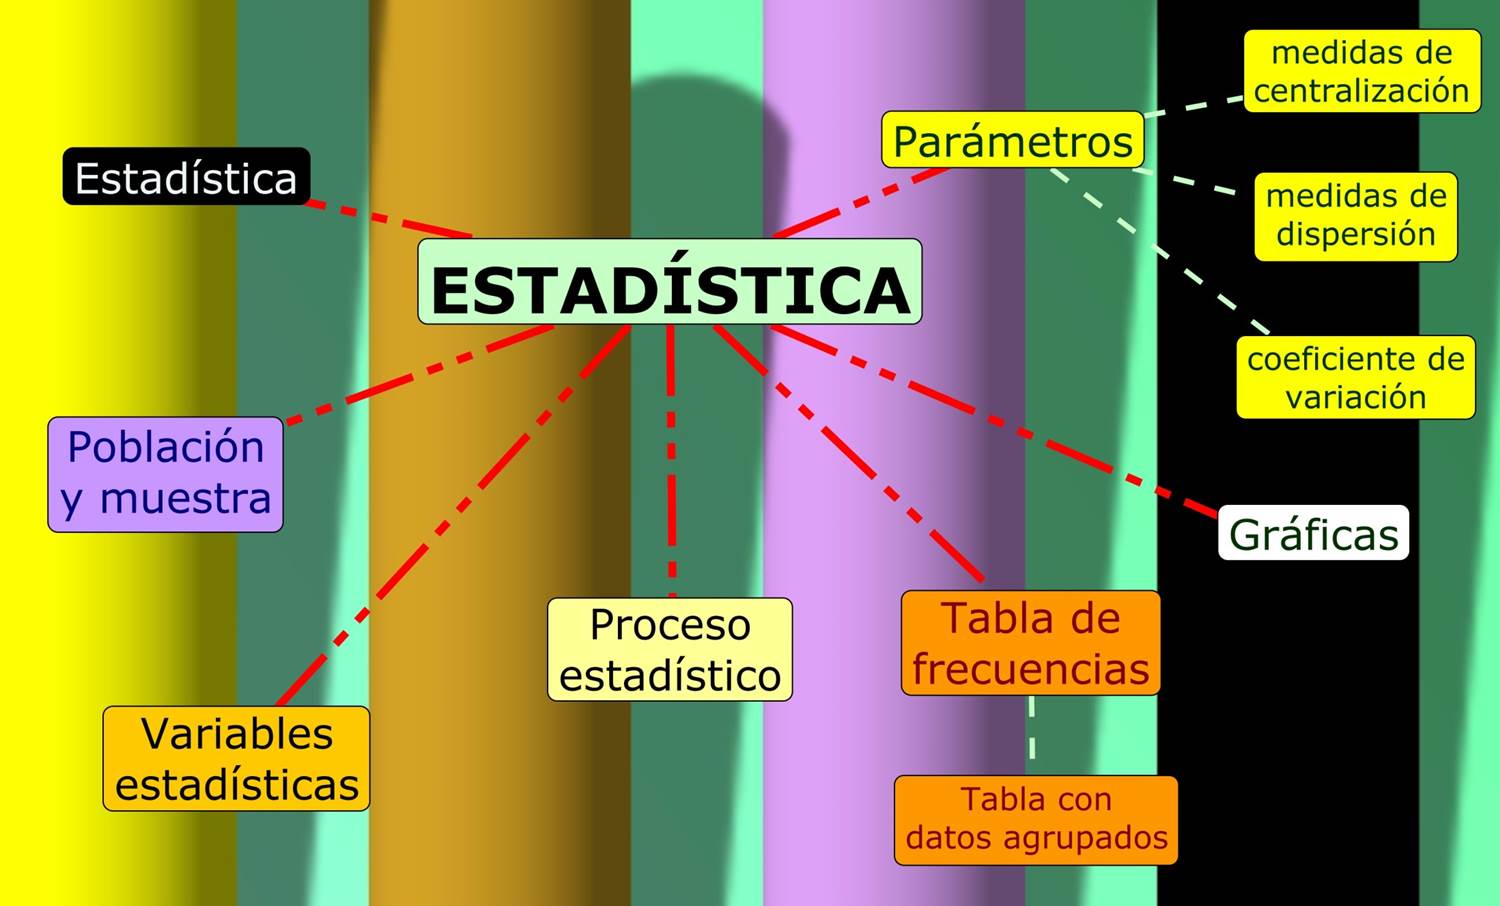 medidas de
centralización
Parámetros
Estadística
medidas de
dispersión
ESTADÍSTICA
coeficiente de
variación
Población
y muestra
Gráficas
Proceso
estadístico
Tabla de
frecuencias
Variables
estadísticas
Tabla con
datos agrupados